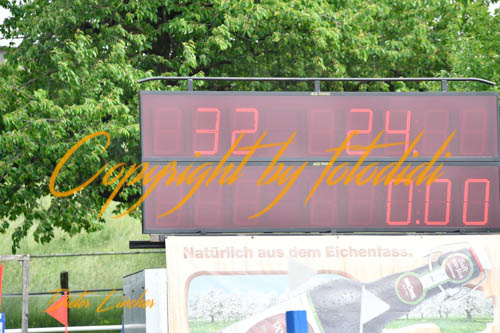 32 24
Copyright by fotodidi
0.00
Natürlich aus dem Eichenfass.